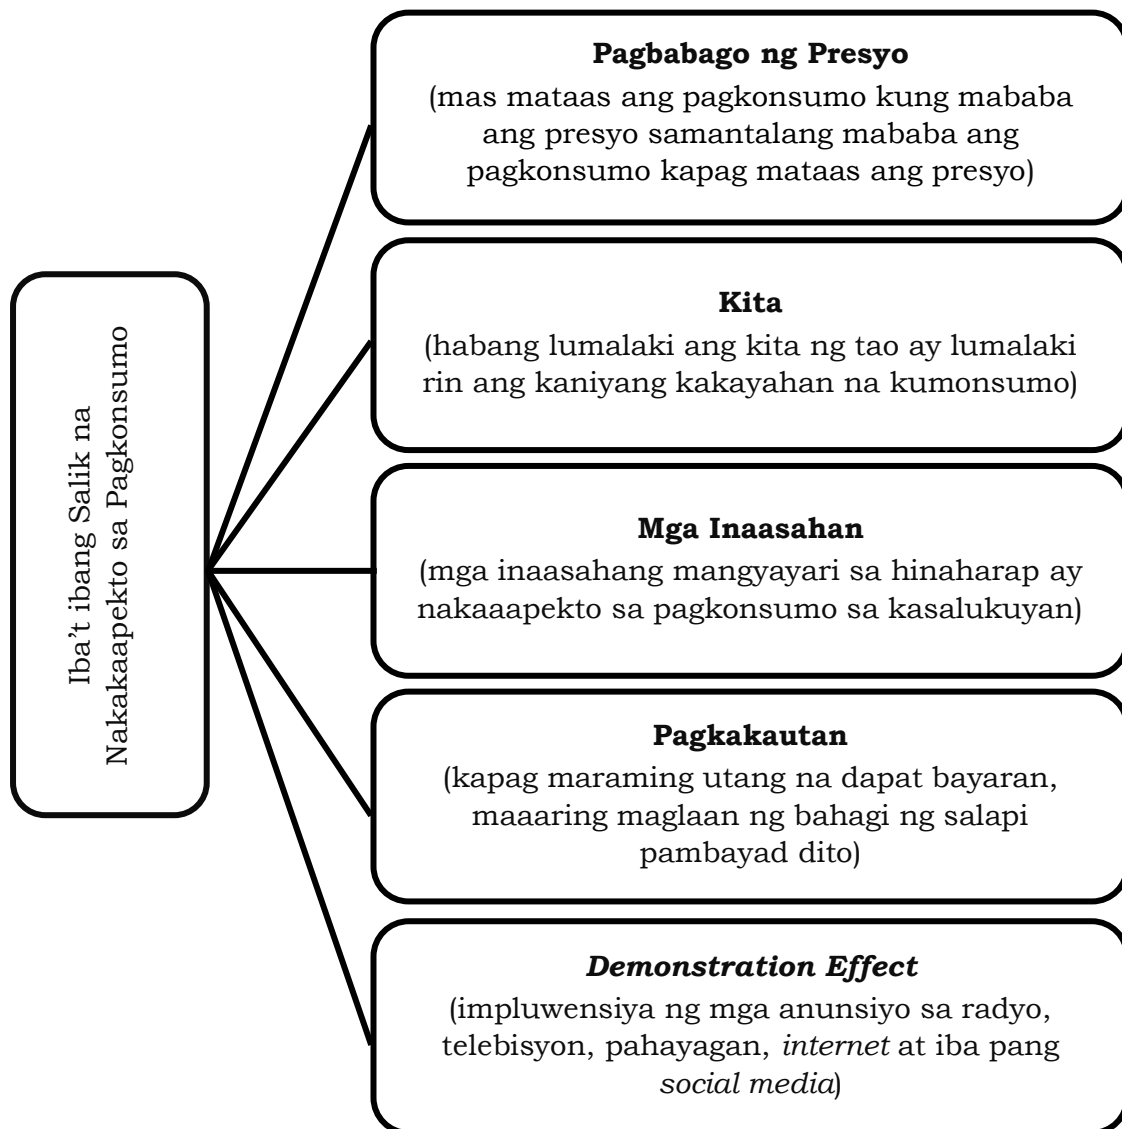 Iba't ibang Salik na
Nakakaapekto sa Pagkonsumo
Pagbabago ng Presyo
(mas mataas ang pagkonsumo kung mababa
ang presyo samantalang mababa ang
pagkonsumo kapag mataas ang presyo)
Kita
(habang lumalaki ang kita ng tao ay lumalaki
rin ang kaniyang kakayahan na kumonsumo)
Mga Inaasahan
(mga inaasahang mangyayari sa hinaharap ay
nakaaapekto sa pagkonsumo sa kasalukuyan)
Pagkakautan
(kapag maraming utang na dapat bayaran,
maaaring maglaan ng bahagi ng salapi
pambayad dito)
Demonstration Effect
(impluwensiya ng mga anunsiyo sa radyo,
telebisyon, pahayagan, internet at iba pang
social media)